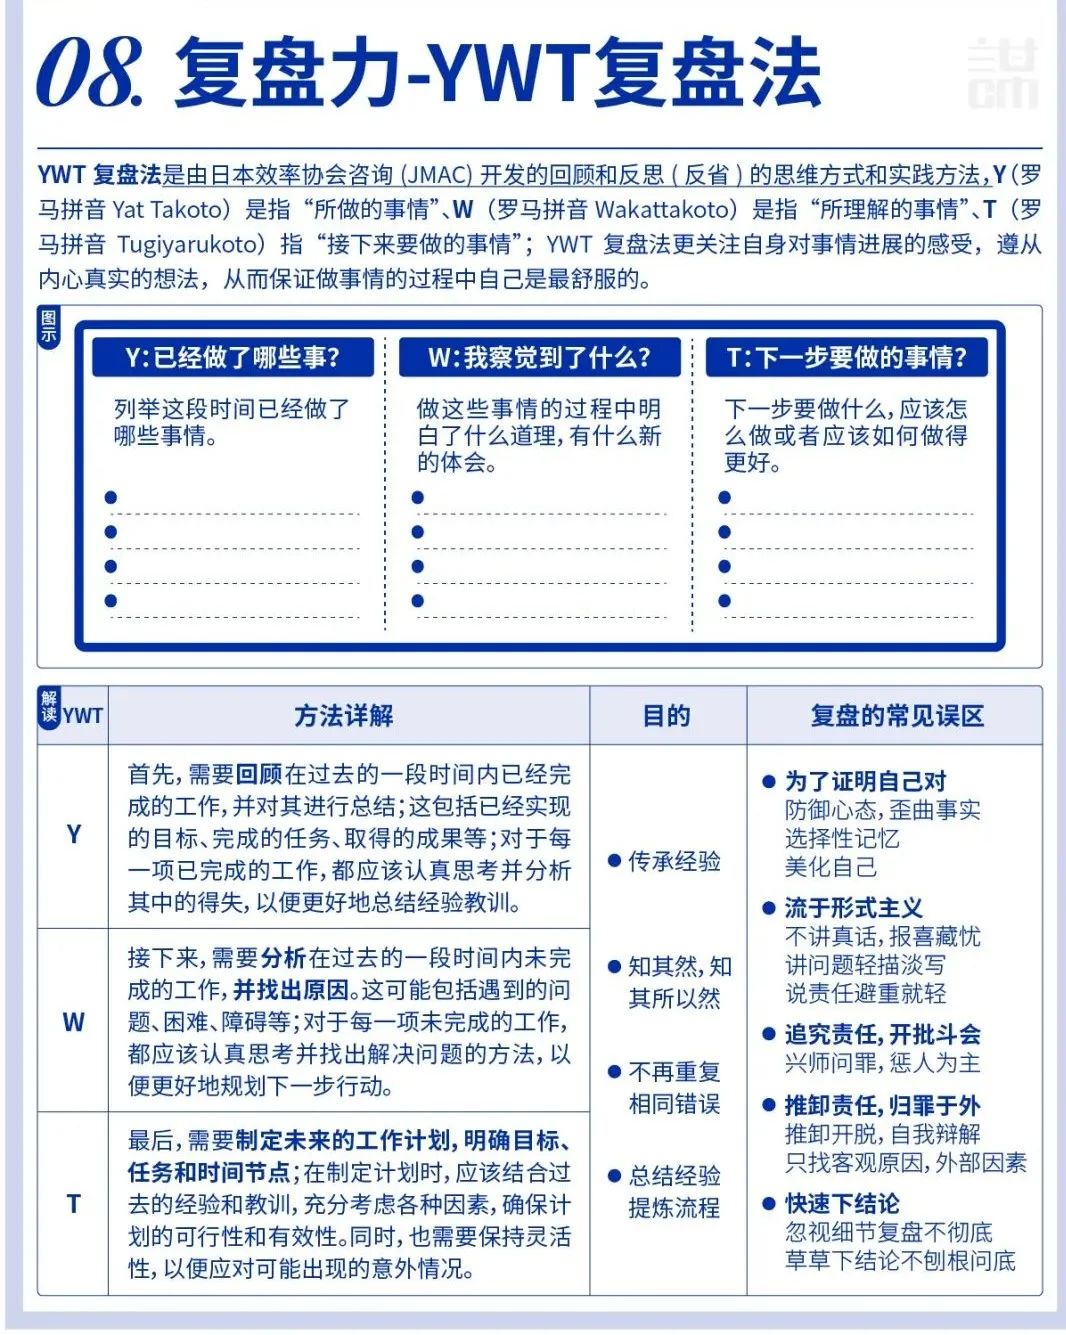 08. 复盘力-YWT复盘法
YWT 复盘法是由日本效率协会咨询 (JMAC) 开发的回顾和反思 ( 反省 ) 的思维方式和实践方法，Y（罗
马拼音 Yat Takoto）是指“所做的事情”、W（罗马拼音 Wakattakoto）是指“所理解的事情”、T（罗
马拼音 Tugiyarukoto）指“接下来要做的事情”；YWT 复盘法更关注自身对事情进展的感受，遵从
内心真实的想法，从而保证做事情的过程中自己是最舒服的。
图示
Y：已经做了哪些事？
列举这段时间已经做了
哪些事情。
W：我察觉到了什么？
做这些事情的过程中明
白了什么道理，有什么新
的体会。
T：下一步要做的事情？
下一步要做什么，应该怎
么做或者应该如何做得
更好。
解读
YWT
方法详解
目的
复盘的常见误区
Y
首先，需要回顾在过去的一段时间内已经完
成的工作，并对其进行总结；这包括已经实现
的目标、完成的任务、取得的成果等；对于每
一项已完成的工作，都应该认真思考并分析
其中的得失，以便更好地总结经验教训。
W
接下来，需要分析在过去的一段时间内未完
成的工作，并找出原因。这可能包括遇到的问
题、困难、障碍等；对于每一项未完成的工作，
都应该认真思考并找出解决问题的方法，以
便更好地规划下一步行动。
T
最后，需要制定未来的工作计划，明确目标、
任务和时间节点；在制定计划时，应该结合过
去的经验和教训，充分考虑各种因素，确保计
划的可行性和有效性。同时，也需要保持灵活
性，以便应对可能出现的意外情况。
● 传承经验
● 知其然，知
其所以然
● 不再重复
相同错误
● 总结经验
提炼流程
● 为了证明自己对
防御心态，歪曲事实
选择性记忆
美化自己
● 流于形式主义
不讲真话，报喜藏忧
讲问题轻描淡写
说责任避重就轻
● 追究责任，开批斗会
兴师问罪，惩人为主
● 推卸责任，归罪于外
推卸开脱，自我辩解
只找客观原因，外部因素
● 快速下结论
忽视细节复盘不彻底
草草下结论不刨根问底